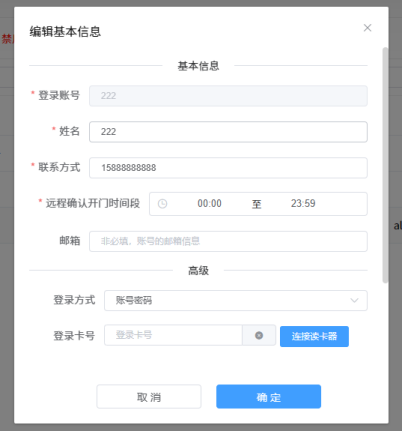 编辑基本信息
基本信息
* 登录账号 222
* 姓名 222
* 联系方式 15888888888
* 远程确认开门时间段 00:00 至 23:59
邮箱 非必填，账号的邮箱信息
高级
登录方式 账号密码
登录卡号 登录卡号 连接读卡器
取消 确定
禁
al